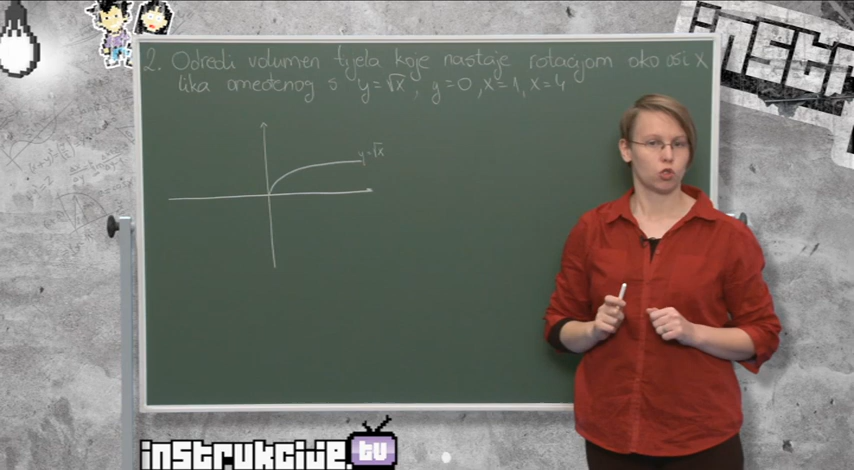 2. Odredi volumen tijela koje nastaje rotacijom oko osi x
lika omeđenog s y=√x, y=0, x=1, x=4
y=√x
instrukcije.tv